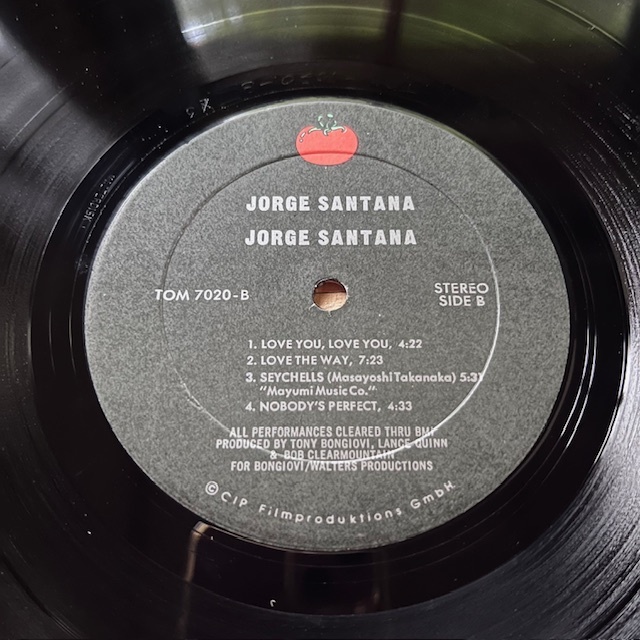 JORGE SANTANA
JORGE SANTANA
TOM 7020-B
STEREO
SIDE B
1. LOVE YOU, LOVE YOU, 4:22
2. LOVE THE WAY, 7:23
3. SEYCHELLS (Masayoshi Takanaka) 5:31
"Mayumi Music Co."
4. NOBODY'S PERFECT, 4:33
ALL PERFORMANCES CLEARED THRU BMI
PRODUCED BY TONY BONGIOVI, LANCE QUINN
& BOB CLEARMOUNTAIN
FOR BONGIOVI/WALTERS PRODUCTIONS
©CIP Filmproduktions GmbH